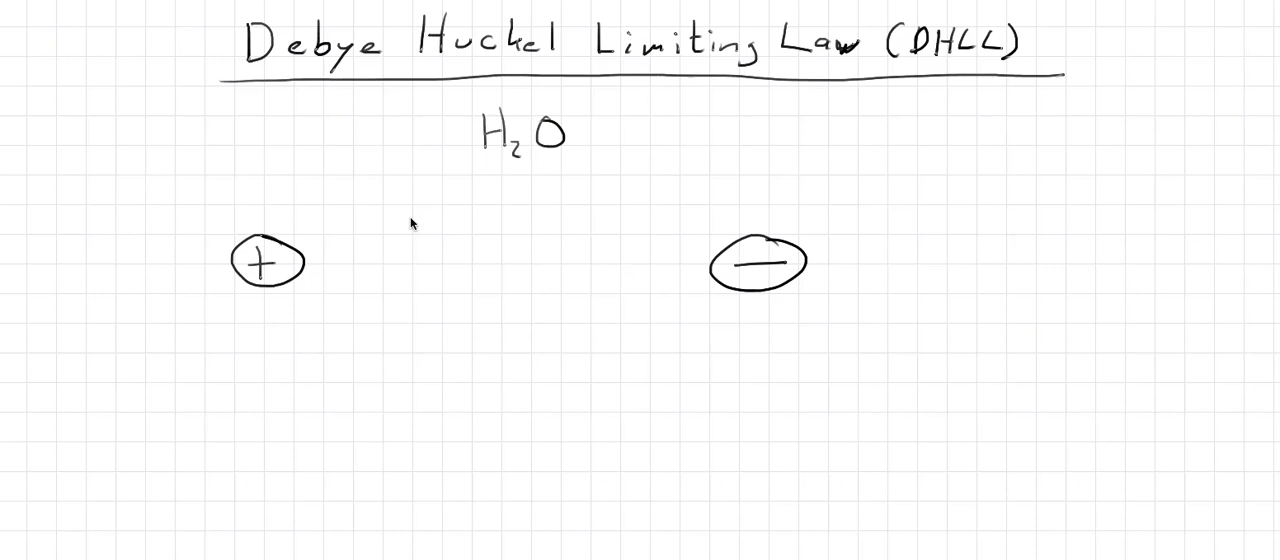 Debye Huckel Limiting Law (DHLL)
H₂O
+ −